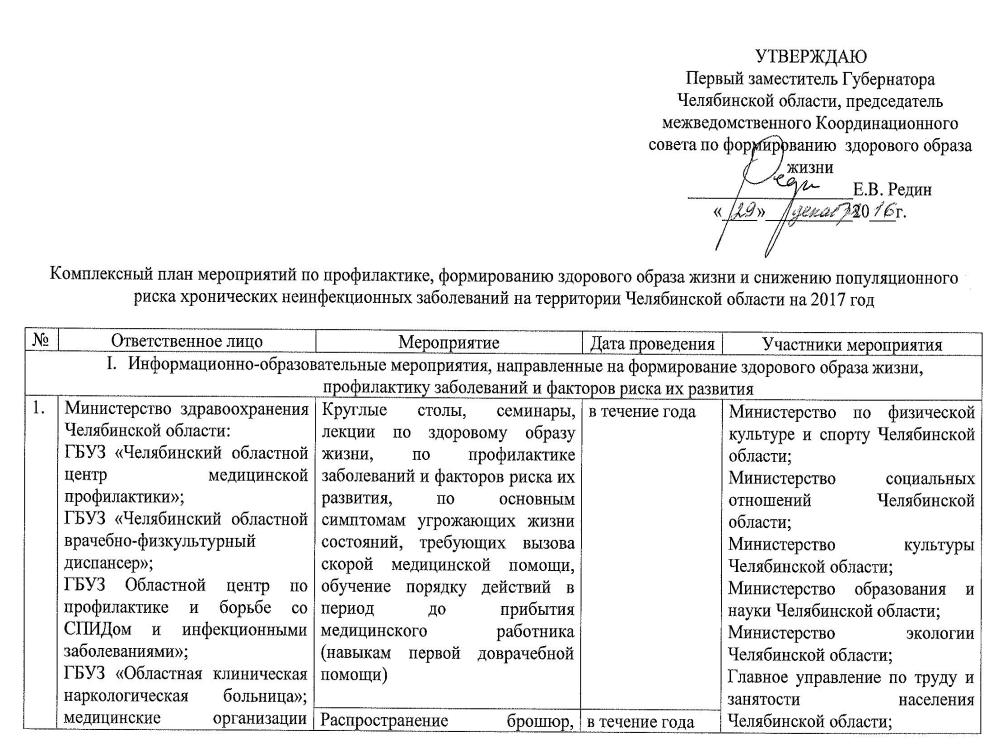 УТВЕРЖДАЮ
Первый заместитель Губернатора
Челябинской области, председатель
межведомственного Координационного
совета по формированию здорового образа
жизни
Е.В. Редин
«29» декабря 2016 г.
Комплексный план мероприятий по профилактике, формированию здорового образа жизни и снижению популяционного
риска хронических неинфекционных заболеваний на территории Челябинской области на 2017 год
№ Ответственное лицо Мероприятие Дата проведения Участники мероприятия
I. Информационно-образовательные мероприятия, направленные на формирование здорового образа жизни,
профилактику заболеваний и факторов риска их развития
1.
Министерство здравоохранения
Челябинской области:
ГБУЗ «Челябинский областной
центр медицинской
профилактики»;
ГБУЗ «Челябинский областной
врачебно-физкультурный
диспансер»;
ГБУЗ Областной центр по
профилактике и борьбе со
СПИДом и инфекционными
заболеваниями»;
ГБУЗ «Областная клиническая
наркологическая больница»;
медицинские организации
Круглые столы, семинары,
лекции по здоровому образу
жизни, по профилактике
заболеваний и факторов риска их
развития, по основным
симптомам угрожающих жизни
состояний, требующих вызова
скорой медицинской помощи,
обучение порядку действий в
период до прибытия
медицинского работника
(навыкам первой доврачебной
помощи)
в течение года
Распространение брошюр,
в течение года
Министерство по физической
культуре и спорту Челябинской
области;
Министерство социальных
отношений Челябинской
области;
Министерство культуры
Челябинской области;
Министерство образования и
науки Челябинской области;
Министерство экологии
Челябинской области;
Главное управление по труду и
занятости населения
Челябинской области;